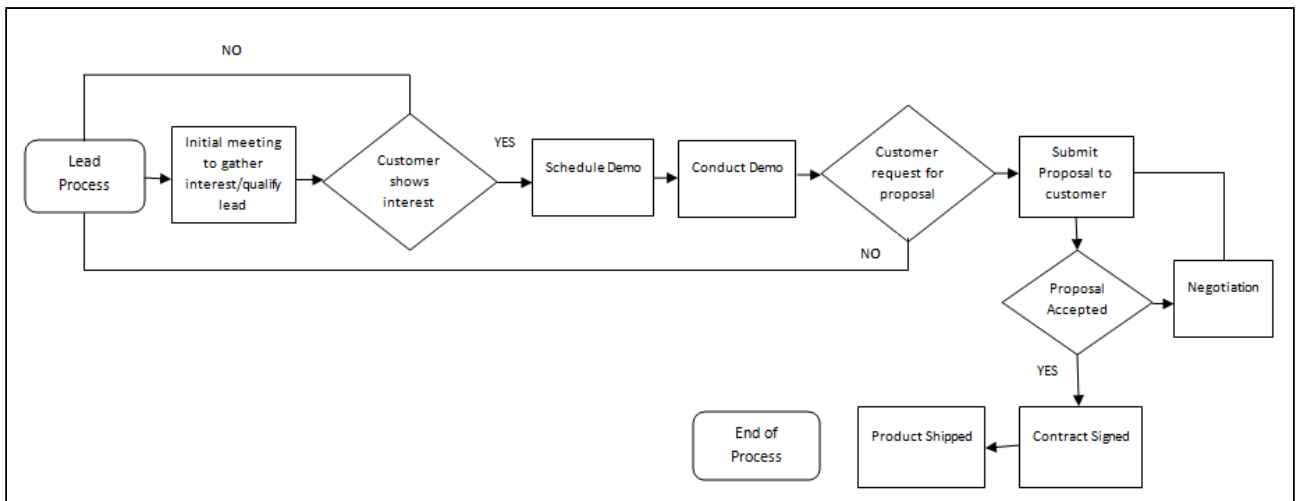 NO
Lead
Process
Initial meeting
to gather
interest/qualify
lead
Customer
shows
interest
YES
Schedule Demo
Conduct Demo
Customer
request for
proposal
NO
Submit
Proposal to
customer
Proposal
Accepted
Negotiation
YES
Contract Signed
Product Shipped
End of
Process